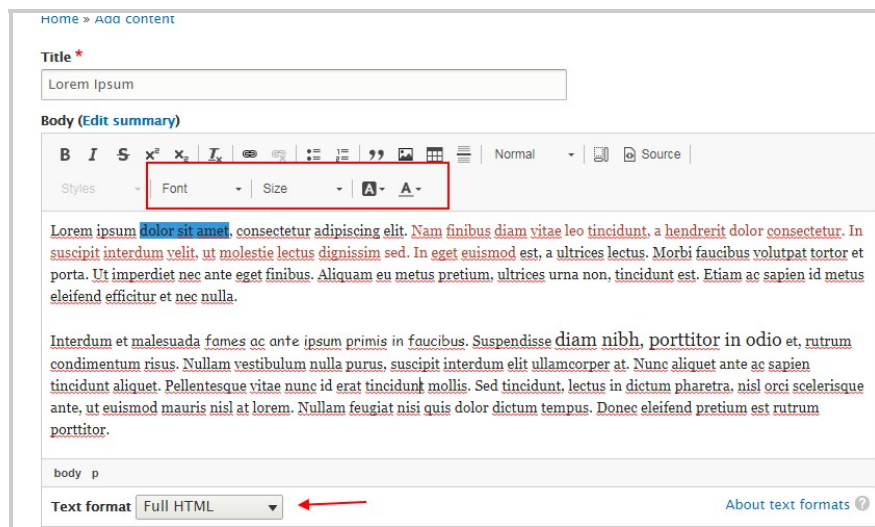 Home » Add content
Title *
Lorem Ipsum
Body (Edit summary)
B I S x² x₂ Tx Normal Source
Styles Font Size A A
Lorem ipsum dolor sit amet, consectetur adipiscing elit. Nam finibus diam vitae leo tincidunt, a hendrerit dolor consectetur. In
suscipit interdum velit, ut molestie lectus dignissim sed. In eget euismod est, a ultrices lectus. Morbi faucibus volutpat tortor et
porta. Ut imperdiet nec ante eget finibus. Aliquam eu metus pretium, ultrices urna non, tincidunt est. Etiam ac sapien id metus
eleifend efficitur et nec nulla.
Interdum et malesuada fames ac ante ipsum primis in faucibus. Suspendisse diam nibh, porttitor in odio et, rutrum
condimentum risus. Nullam vestibulum nulla purus, suscipit interdum elit ullamcorper at. Nunc aliquet ante ac sapien
tincidunt aliquet. Pellentesque vitae nunc id erat tincidunt mollis. Sed tincidunt, lectus in dictum pharetra, nisl orci scelerisque
ante, ut euismod mauris nisl at lorem. Nullam feugiat nisi quis dolor dictum tempus. Donec eleifend pretium est rutrum
porttitor.
body p
Text format Full HTML About text formats ?